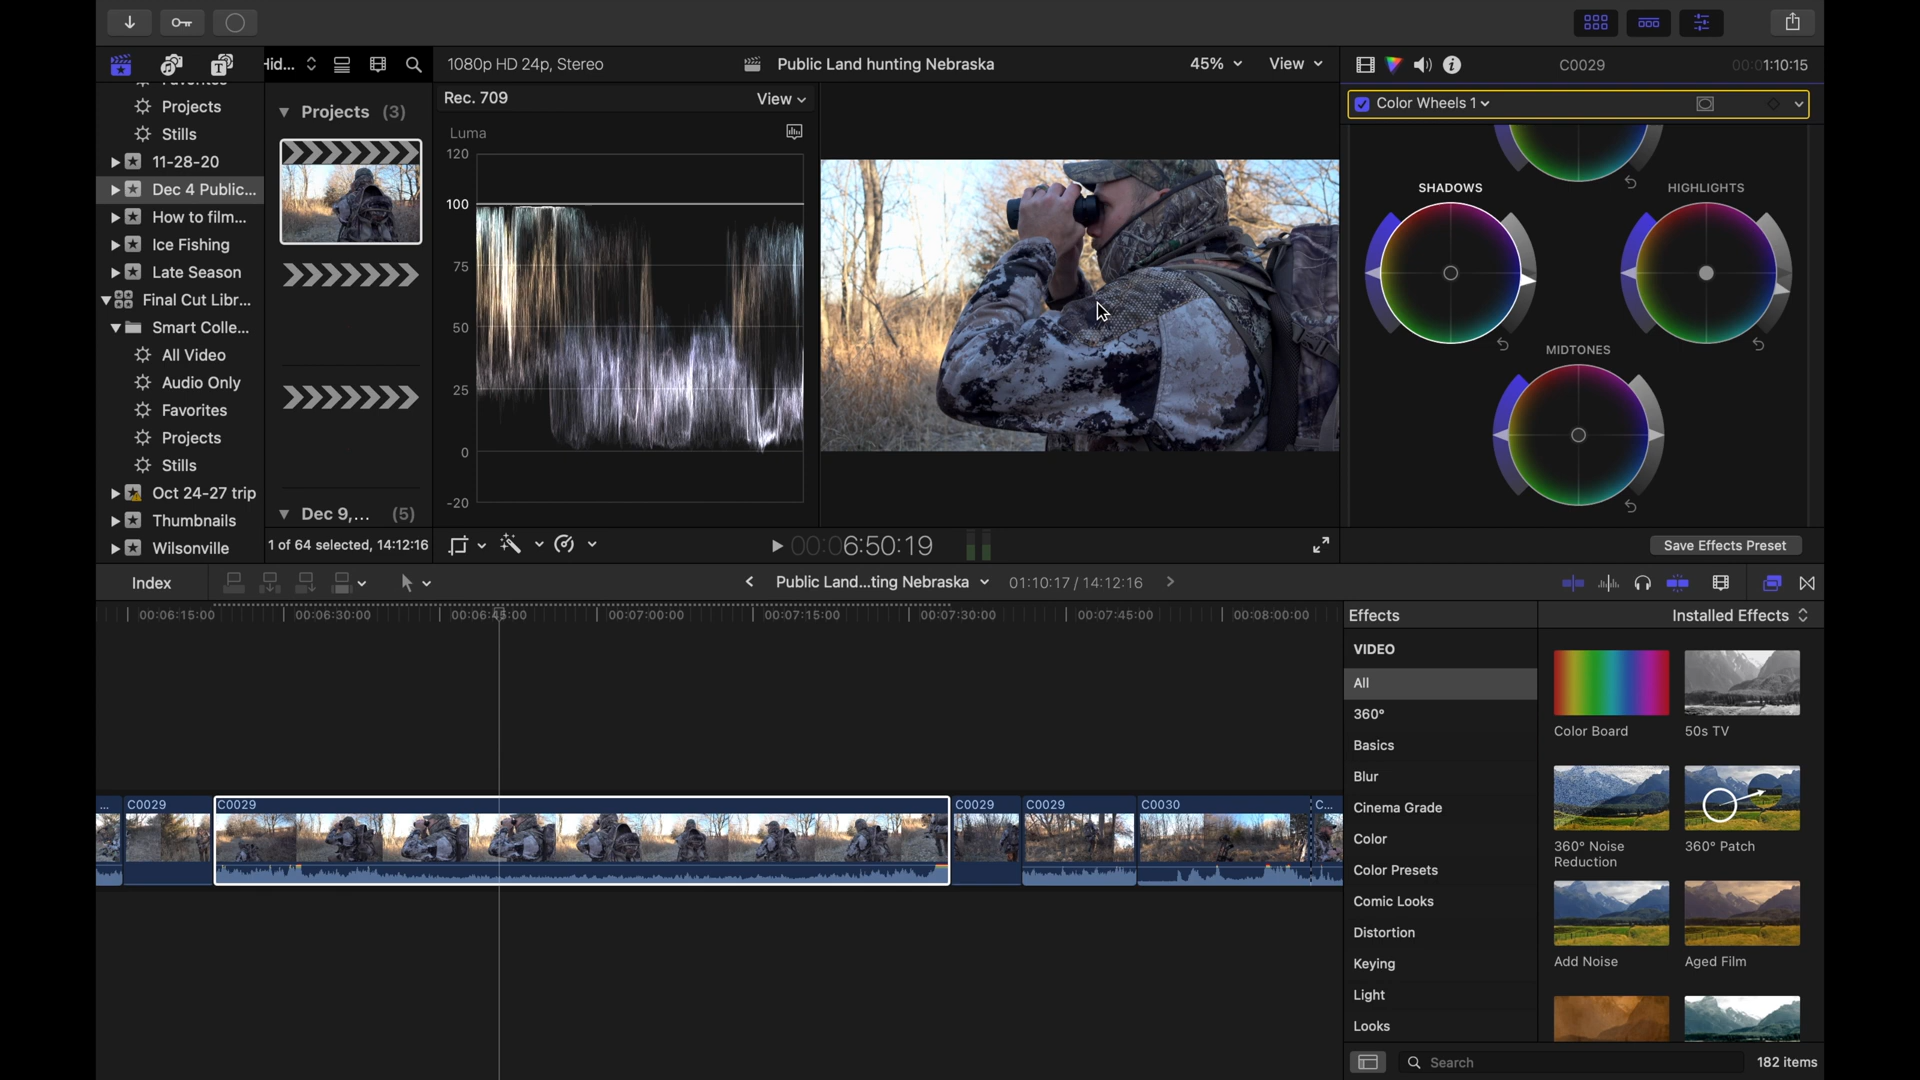 Hid...
1080p HD 24p, Stereo
Public Land hunting Nebraska
45%
View
C0029
00:01:10:15
Projects
Stills
11-28-20
Dec 4 Public...
How to film...
Ice Fishing
Late Season
Final Cut Libr...
Smart Colle...
All Video
Audio Only
Favorites
Projects
Stills
Oct 24-27 trip
Thumbnails
Wilsonville
Projects (3)
Dec 9,... (5)
1 of 64 selected, 14:12:16
Rec. 709
View
Luma
120
100
75
50
25
0
-20
00:06:50:19
Color Wheels 1
SHADOWS
HIGHLIGHTS
MIDTONES
Save Effects Preset
Index
Public Land...ting Nebraska
01:10:17 / 14:12:16
00:06:15:00
00:06:30:00
00:06:45:00
00:07:00:00
00:07:15:00
00:07:30:00
00:07:45:00
00:08:00:00
...
C0029
C0029
C0029
C0029
C0030
C...
Effects
Installed Effects
VIDEO
All
360°
Basics
Blur
Cinema Grade
Color
Color Presets
Comic Looks
Distortion
Keying
Light
Looks
Color Board
50s TV
360° Noise
Reduction
360° Patch
Add Noise
Aged Film
Search
182 items